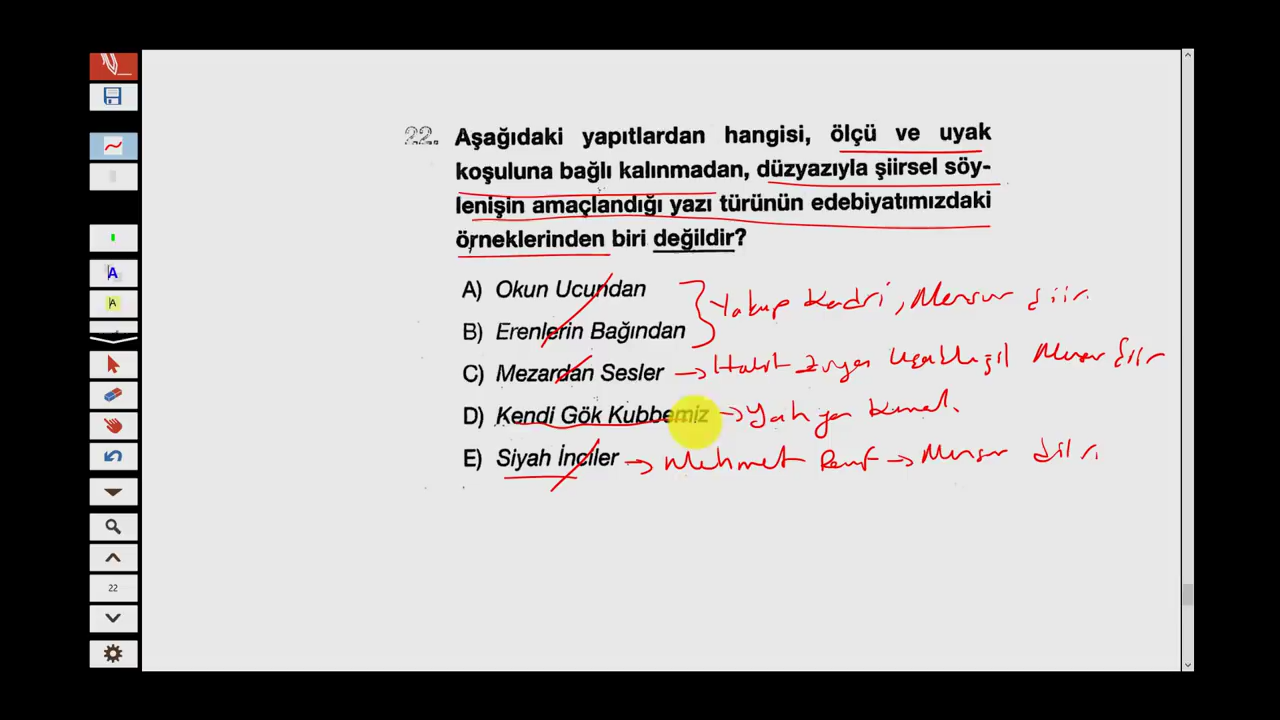 22. Aşağıdaki yapıtlardan hangisi, ölçü ve uyak
koşuluna bağlı kalınmadan, düzyazıyla şiirsel söy-
lenişin amaçlandığı yazı türünün edebiyatımızdaki
örneklerinden biri değildir?
A) Okun Ucundan
B) Erenlerin Bağından
Yakup Kadri, Mensur şiir.
C) Mezardan Sesler → Halit Ziya Uşaklıgil Mensur şiir
D) Kendi Gök Kubbemiz → Yahya Kemal.
E) Siyah İnciler → Mehmet Rauf → Mensur şiir.
A
A
22